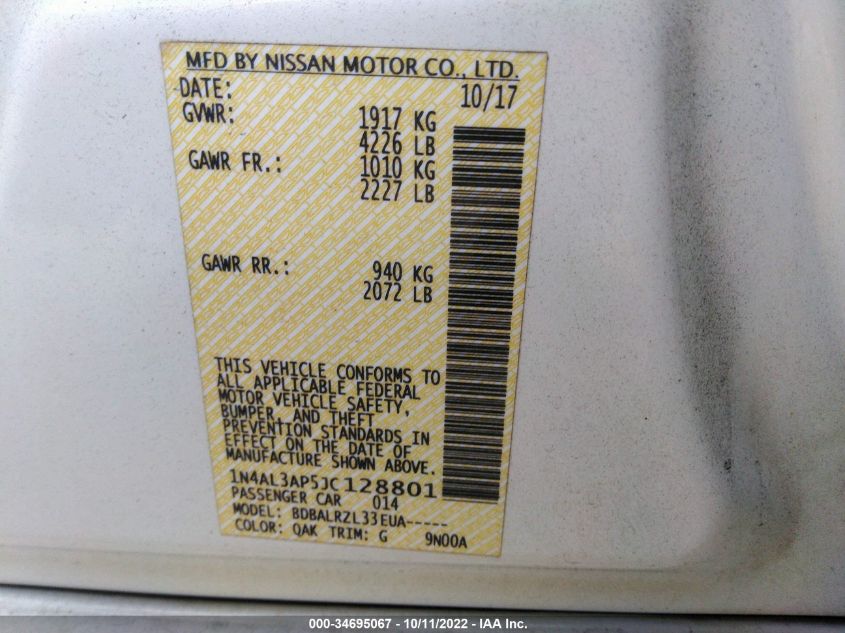 MFD BY NISSAN MOTOR CO., LTD.
DATE: 10/17
GVWR: 1917 KG
4226 LB
GAWR FR.: 1010 KG
2227 LB
GAWR RR.: 940 KG
2072 LB
THIS VEHICLE CONFORMS TO
ALL APPLICABLE FEDERAL
MOTOR VEHICLE SAFETY,
BUMPER, AND THEFT
PREVENTION STANDARDS IN
EFFECT ON THE DATE OF
MANUFACTURE SHOWN ABOVE.
1N4AL3AP5JC128801
PASSENGER CAR 014
MODEL: BDBALRZL33EUA-----
COLOR: QAK TRIM: G 9N00A
000-34695067 - 10/11/2022 - IAA Inc.